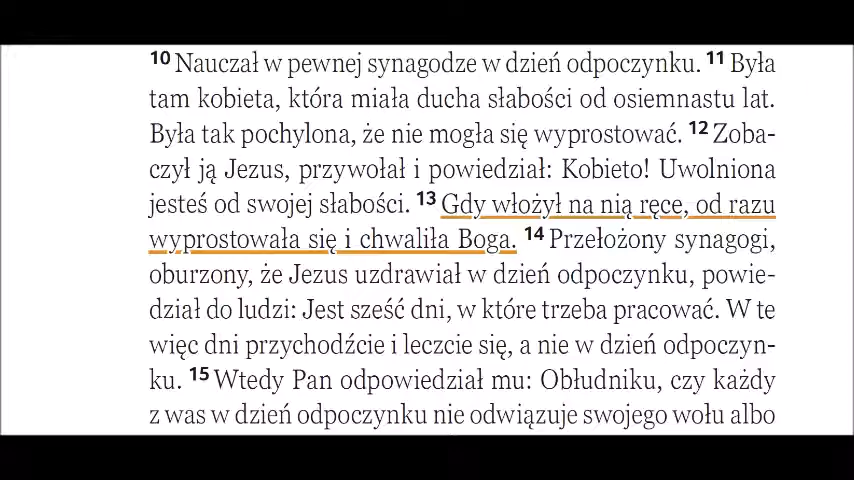 10 Nauczał w pewnej synagodze w dzień odpoczynku. 11 Była
tam kobieta, która miała ducha słabości od osiemnastu lat.
Była tak pochylona, że nie mogła się wyprostować. 12 Zoba-
czył ją Jezus, przywołał i powiedział: Kobieto! Uwolniona
jesteś od swojej słabości. 13 Gdy włożył na nią ręce, od razu
wyprostowała się i chwaliła Boga. 14 Przełożony synagogi,
oburzony, że Jezus uzdrawiał w dzień odpoczynku, powie-
dział do ludzi: Jest sześć dni, w które trzeba pracować. W te
więc dni przychodźcie i leczcie się, a nie w dzień odpoczyn-
ku. 15 Wtedy Pan odpowiedział mu: Obłudniku, czy każdy
z was w dzień odpoczynku nie odwiązuje swojego wołu albo